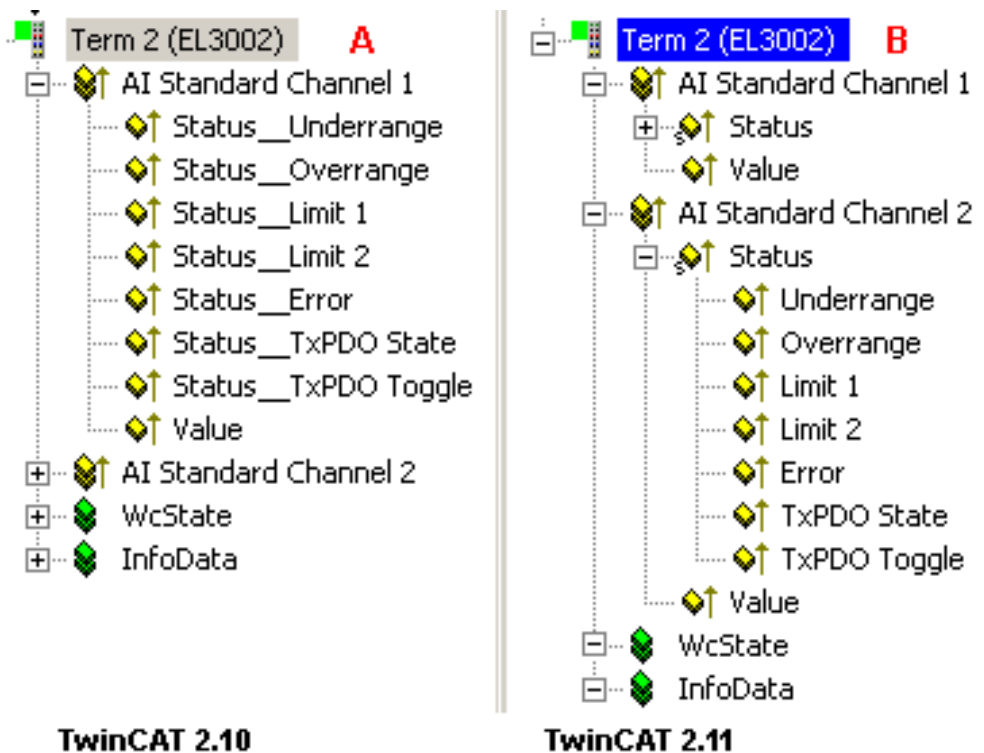 Term 2 (EL3002) A
AI Standard Channel 1
Status__Underrange
Status__Overrange
Status__Limit 1
Status__Limit 2
Status__Error
Status__TxPDO State
Status__TxPDO Toggle
Value
AI Standard Channel 2
WcState
InfoData
TwinCAT 2.10
Term 2 (EL3002) B
AI Standard Channel 1
s Status
Value
AI Standard Channel 2
s Status
Underrange
Overrange
Limit 1
Limit 2
Error
TxPDO State
TxPDO Toggle
Value
WcState
InfoData
TwinCAT 2.11